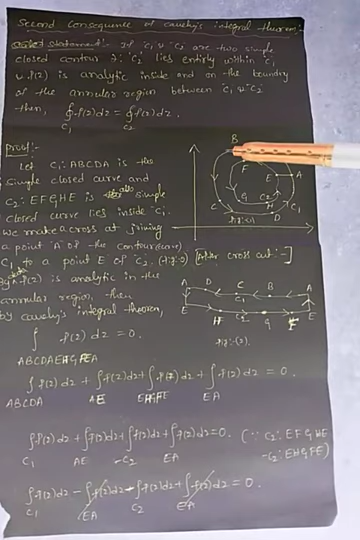 Second consequence of cauchy's integral theorem:-
statement:- If C₁ & C₂ are two simple
closed contour & C₂ lies entirly within C₁
& f(z) is analytic inside and on the boundry
of the annular region between C₁ & C₂
then, ∮f(z)dz = ∮f(z)dz.
C₁ C₂
Proof:-
Let C₁: ABCDA is the
simple closed curve and
C₂: EFGHE is also simple
closed curve lies inside C₁.
we make a cross at joining
a point 'A' of the contour(curve)
C₁ to a point E of C₂. (fig:-①)
f(z) is analytic in the
annular region, then
by cauchy's integral theorem,
∫ f(z) dz = 0.
ABCDAEHGFEA
∫f(z)dz + ∫f(z)dz + ∫f(z)dz + ∫f(z)dz = 0.
ABCDA AE EHGFE EA
∫f(z)dz + ∫f(z)dz + ∫f(z)dz + ∫f(z)dz = 0. (∵ C₂: EFGHE
C₁ AE -C₂ EA -C₂: EHGFE)
∫f(z)dz - ∫f(z)dz - ∫f(z)dz + ∫f(z)dz = 0.
C₁ EA C₂ EA
B
F E A
G C₂ H
C D C₁
fig:-①
[After cross cut:-]
A D C B A
C₁
E H C₂ G F E
fig:-②.